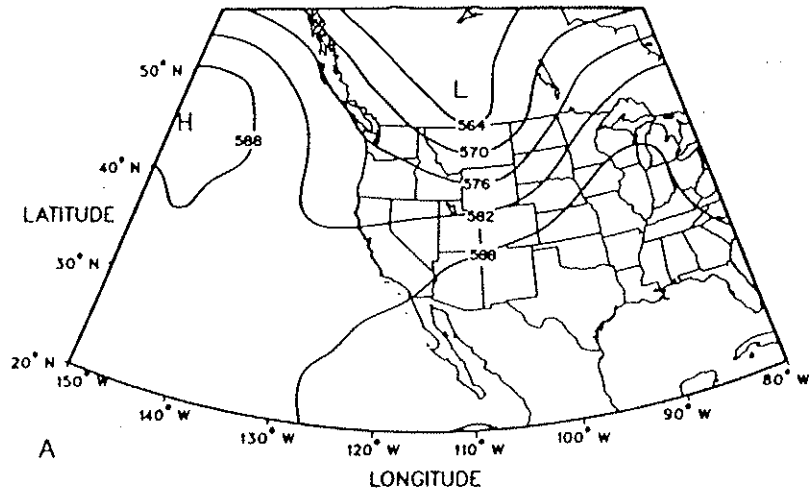 50° N
H
588
L
564
570
40° N
576
LATITUDE
582
588
30° N
20° N
150° W
80° W
140° W
90° W
130° W
100° W
120° W
110° W
A
LONGITUDE